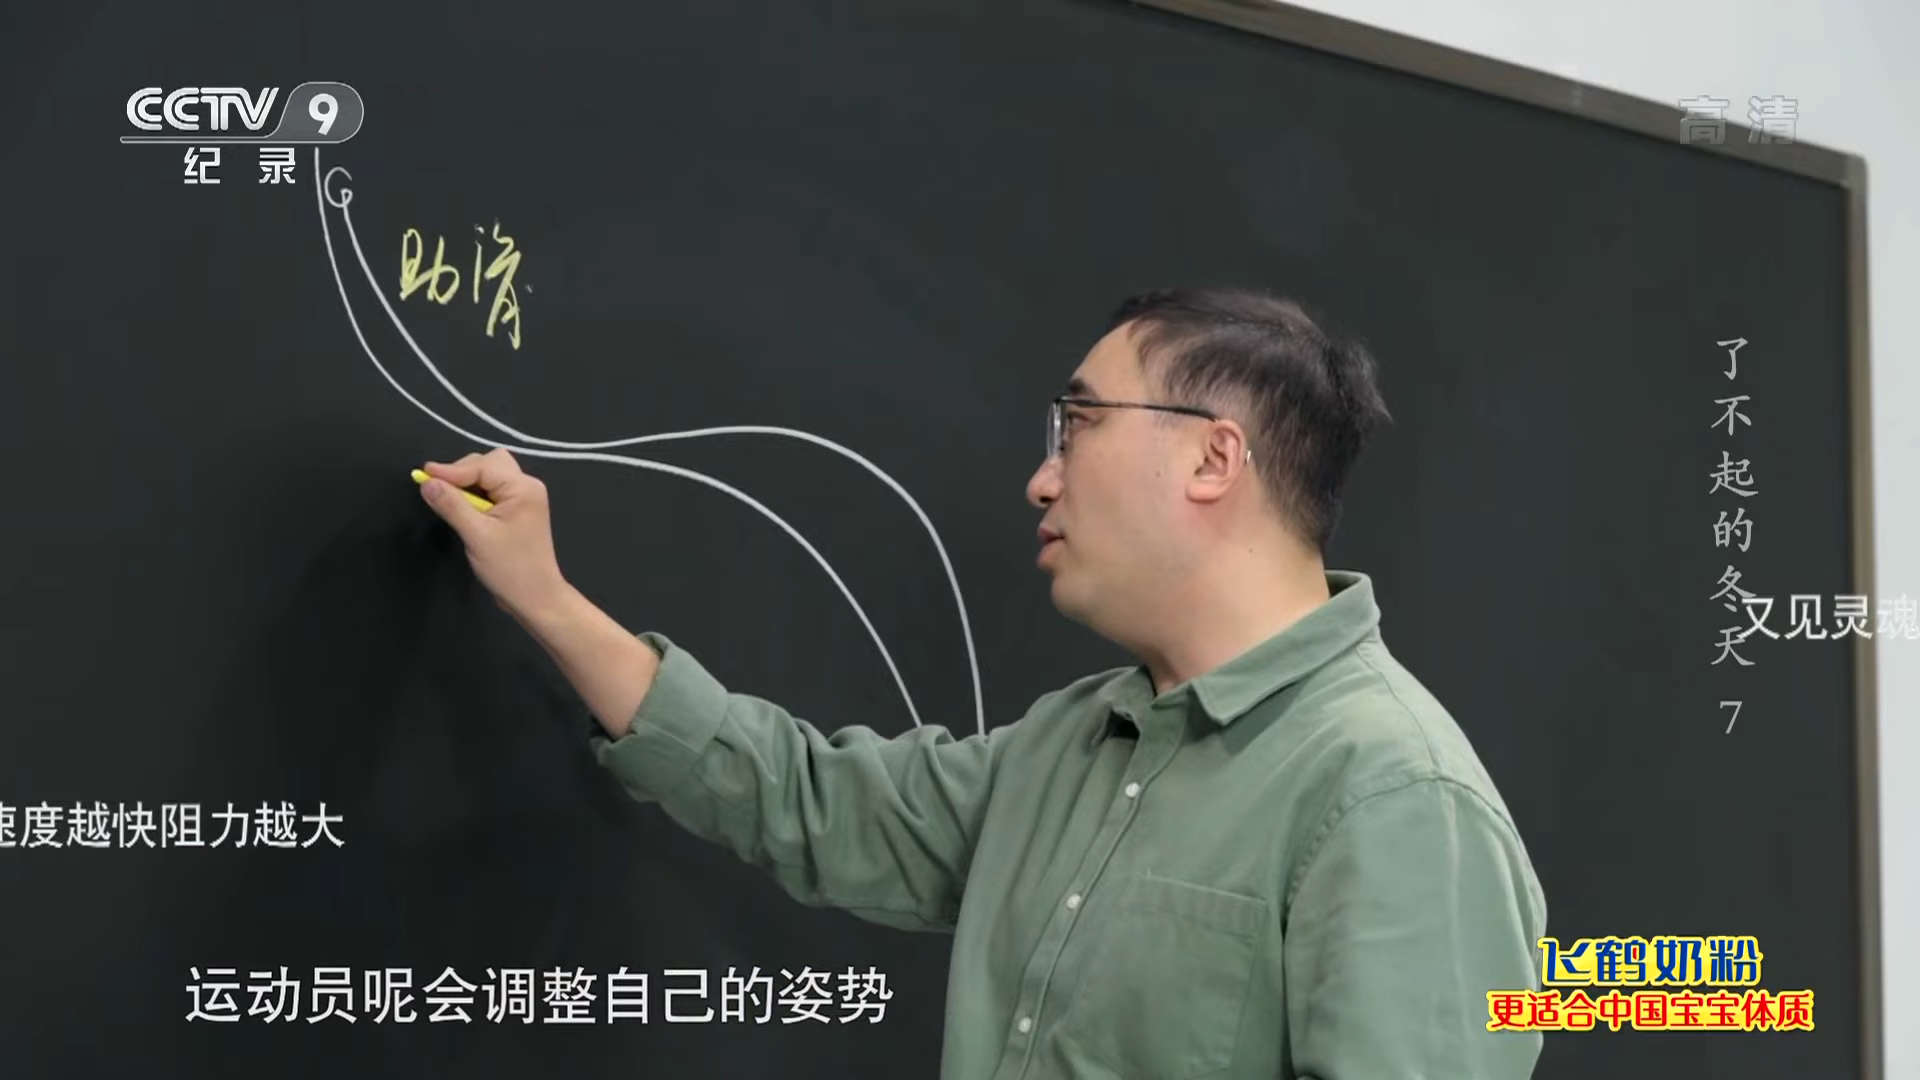 CCTV 9
纪录
高清
G
助滑
了不起的冬天 7
又见灵魂
速度越快阻力越大
运动员呢会调整自己的姿势
飞鹤奶粉
更适合中国宝宝体质